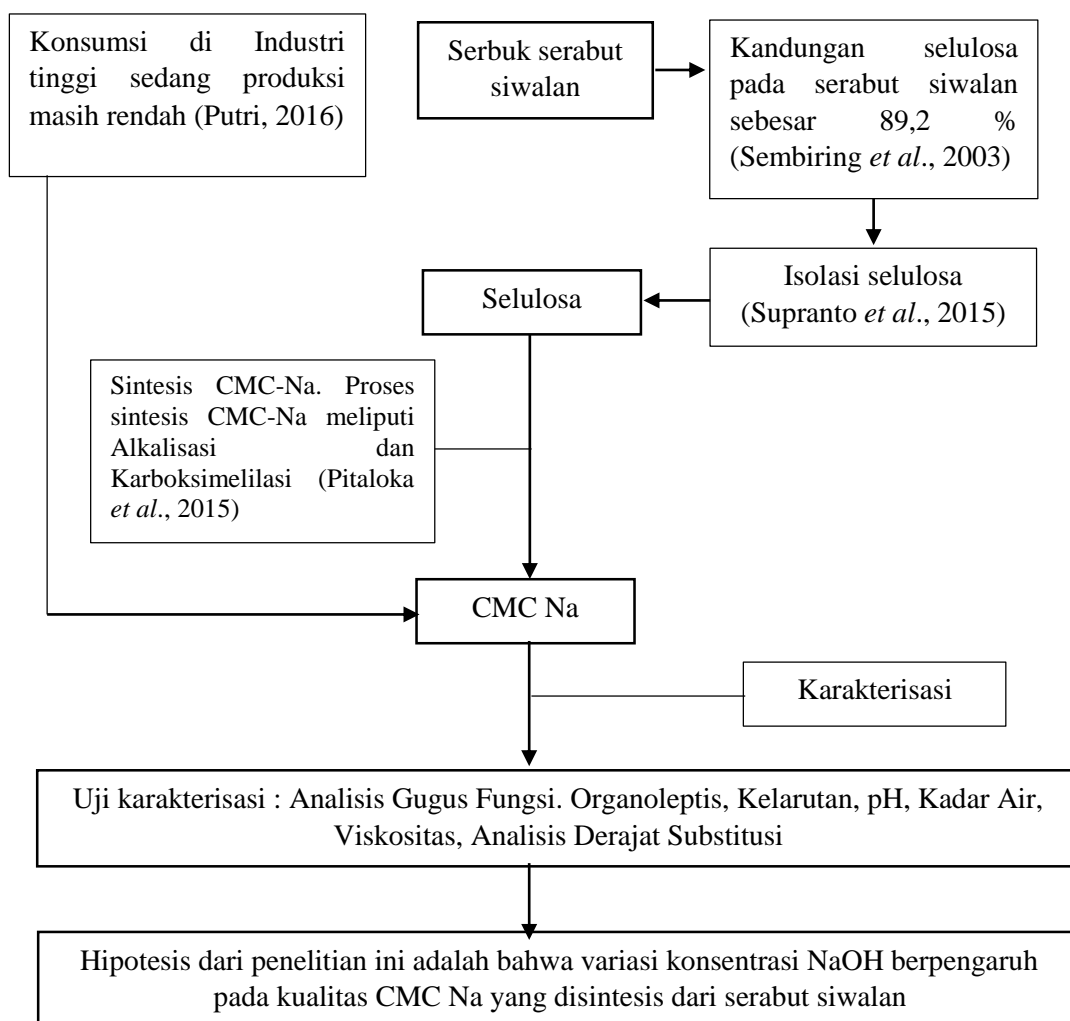 Konsumsi di Industri
tinggi sedang produksi
masih rendah (Putri, 2016)
Serbuk serabut
siwalan
Kandungan selulosa
pada serabut siwalan
sebesar 89,2 %
(Sembiring et al., 2003)
Isolasi selulosa
(Supranto et al., 2015)
Selulosa
Sintesis CMC-Na. Proses
sintesis CMC-Na meliputi
Alkalisasi dan
Karboksimelilasi (Pitaloka
et al., 2015)
CMC Na
Karakterisasi
Uji karakterisasi : Analisis Gugus Fungsi. Organoleptis, Kelarutan, pH, Kadar Air,
Viskositas, Analisis Derajat Substitusi
Hipotesis dari penelitian ini adalah bahwa variasi konsentrasi NaOH berpengaruh
pada kualitas CMC Na yang disintesis dari serabut siwalan